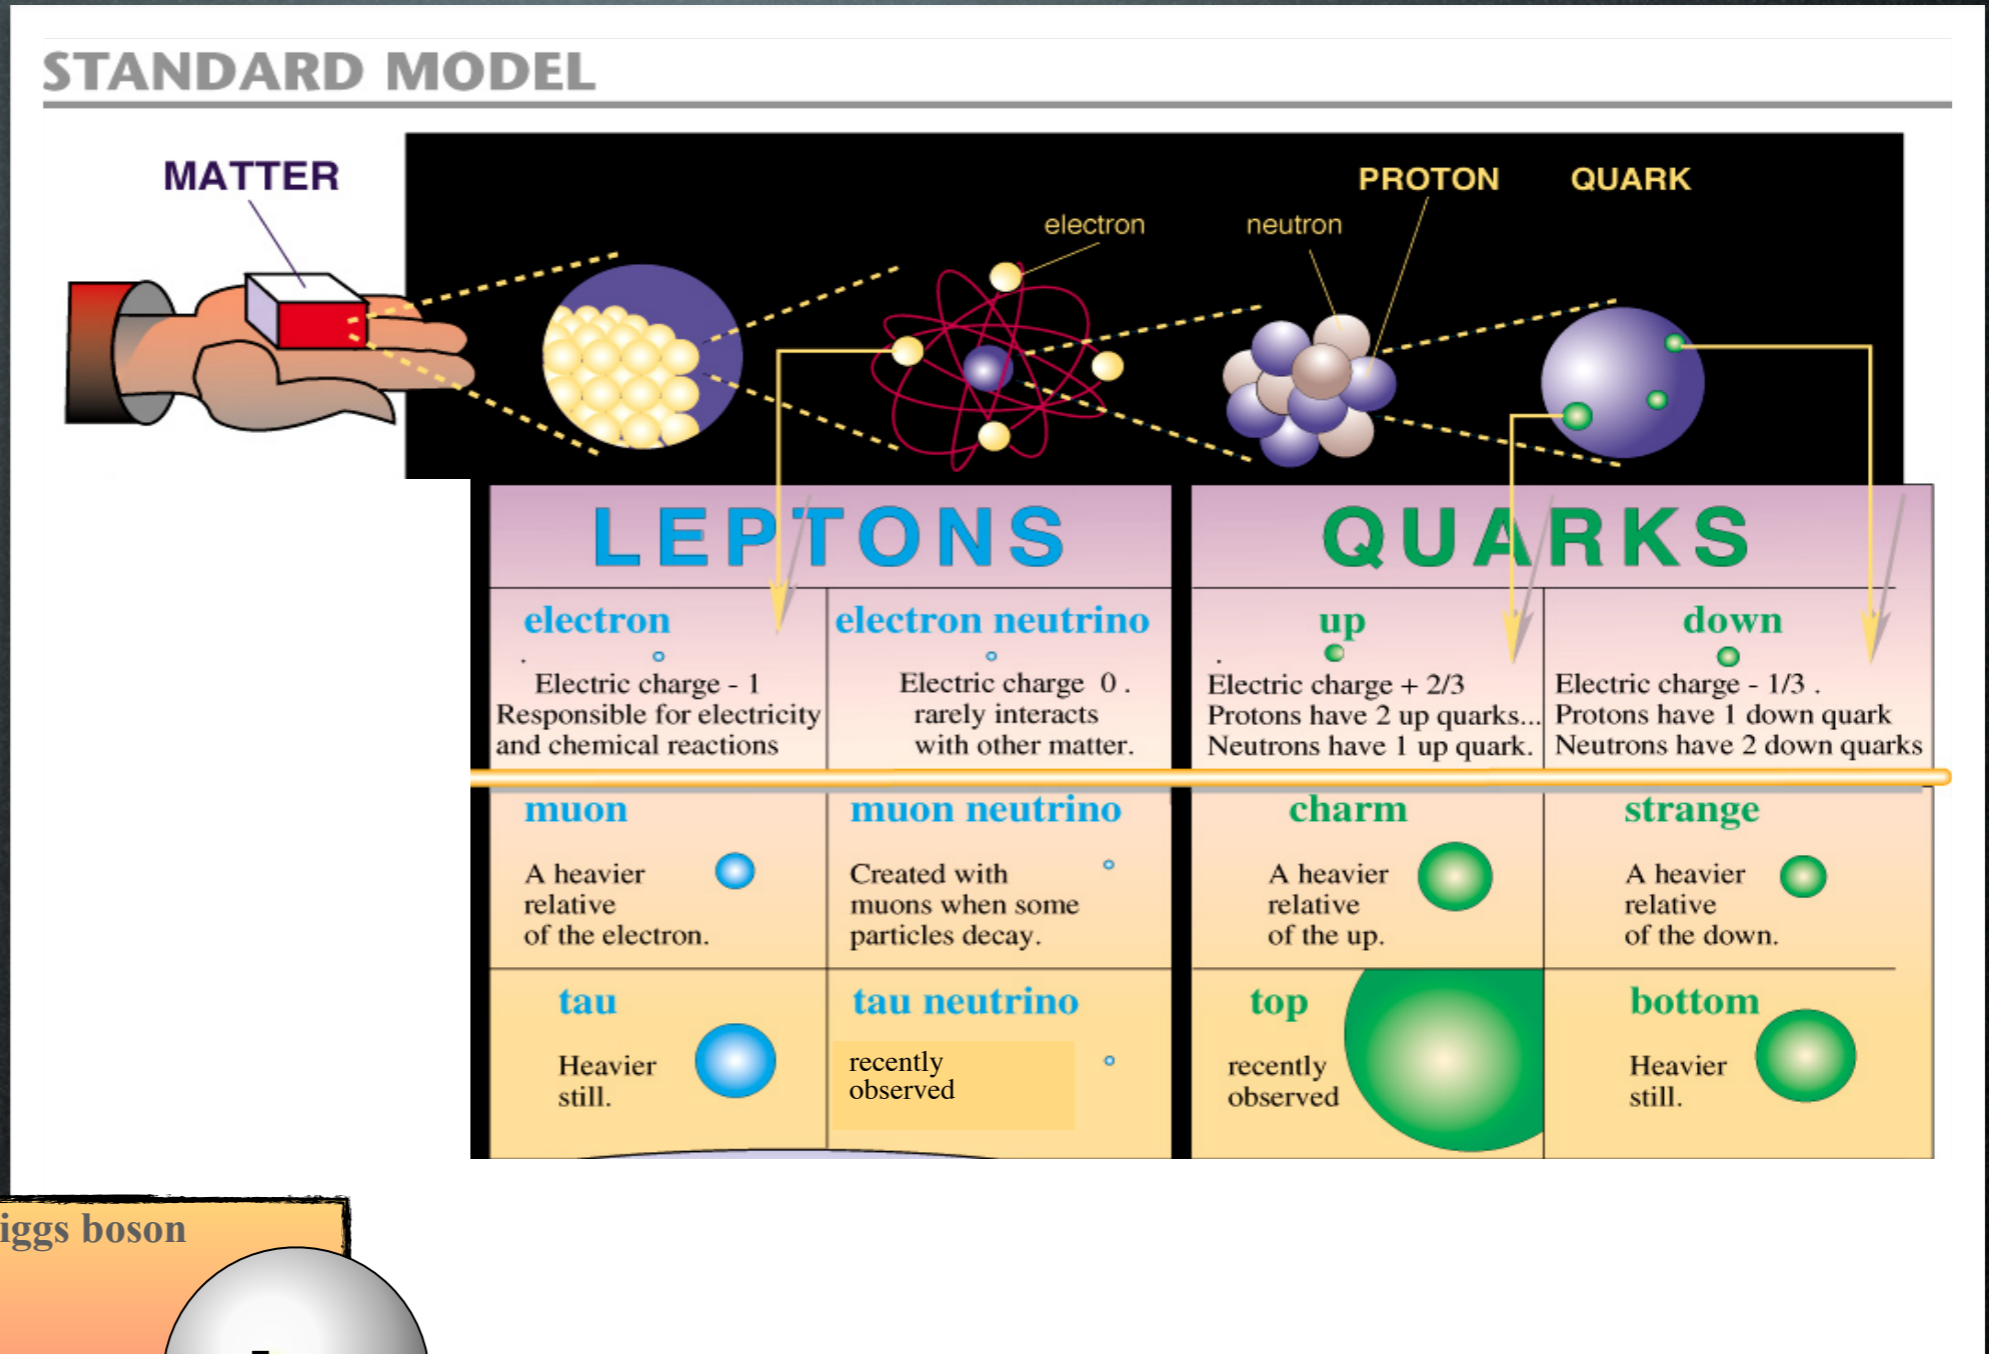 STANDARD MODEL
MATTER
PROTON
QUARK
electron
neutron
LEPTONS
QUARKS
electron
Electric charge - 1
Responsible for electricity
and chemical reactions
electron neutrino
Electric charge 0 .
rarely interacts
with other matter.
up
Electric charge + 2/3
Protons have 2 up quarks...
Neutrons have 1 up quark.
down
Electric charge - 1/3 .
Protons have 1 down quark
Neutrons have 2 down quarks
muon
A heavier
relative
of the electron.
muon neutrino
Created with
muons when some
particles decay.
charm
A heavier
relative
of the up.
strange
A heavier
relative
of the down.
tau
Heavier
still.
tau neutrino
recently
observed
top
recently
observed
bottom
Heavier
still.
iggs boson